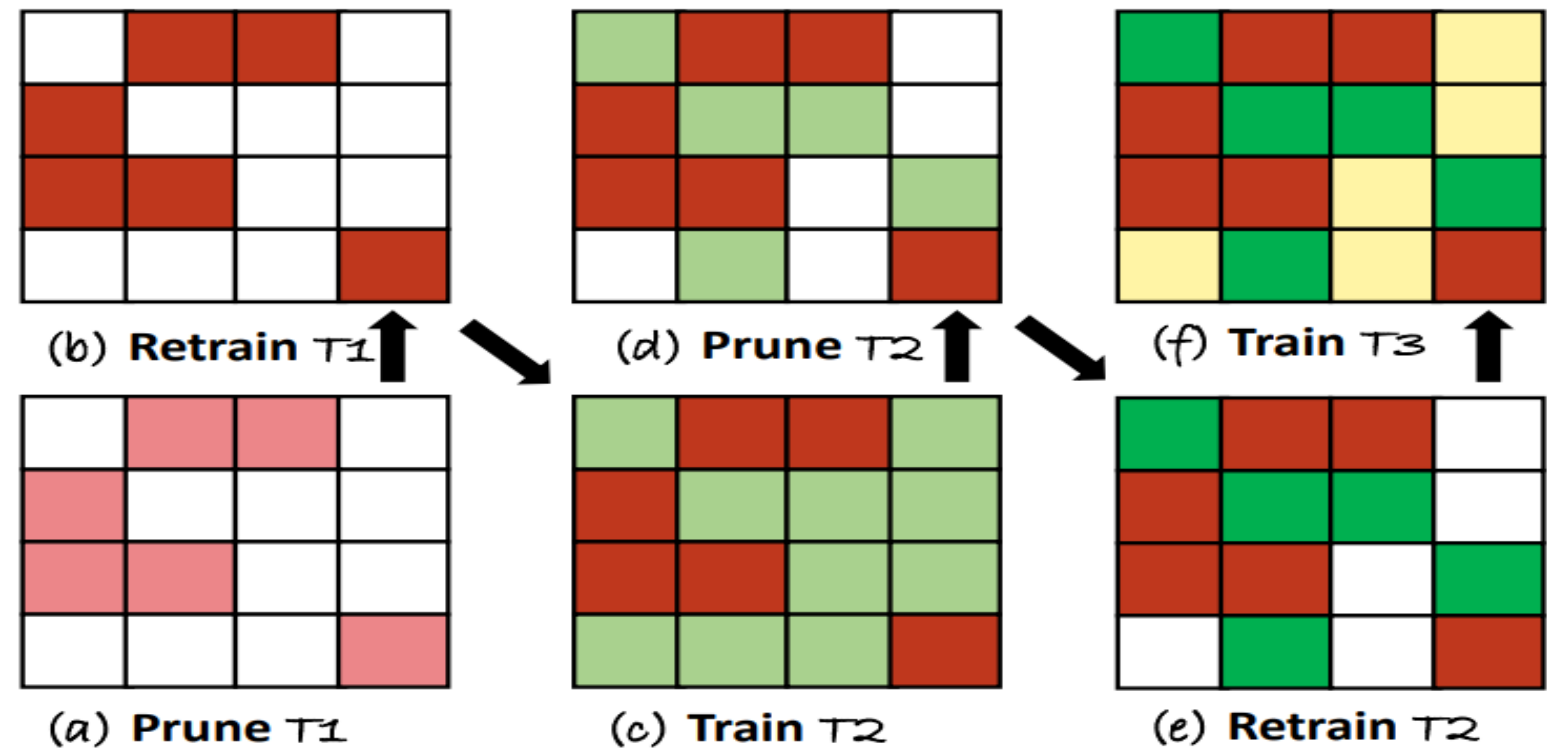 (b) Retrain T1
(d) Prune T2
(f) Train T3
(a) Prune T1
(c) Train T2
(e) Retrain T2